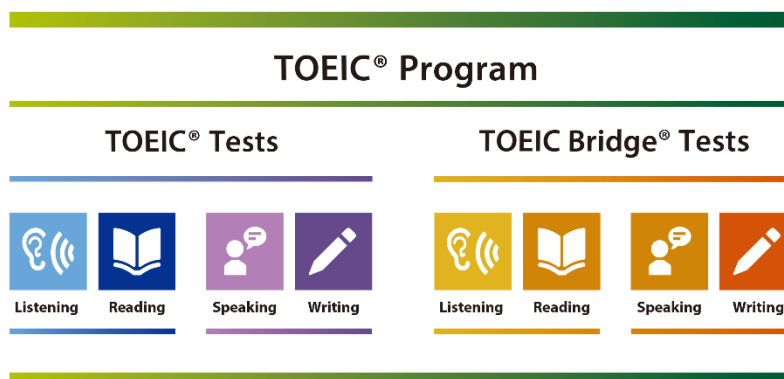 TOEIC® Program
TOEIC® Tests
Listening Reading Speaking Writing
TOEIC Bridge® Tests
Listening Reading Speaking Writing